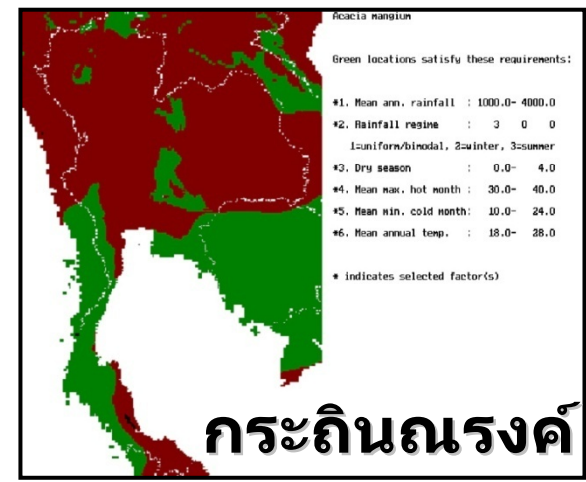 Acacia mangium
Green locations satisfy these requirements:
*1. Mean ann. rainfall : 1000.0- 4000.0
*2. Rainfall regime : 3 0 0
1=uniform/bimodal, 2=winter, 3=summer
*3. Dry season : 0.0- 4.0
*4. Mean max. hot month : 30.0- 40.0
*5. Mean min. cold month: 10.0- 24.0
*6. Mean annual temp. : 18.0- 28.0
* indicates selected factor(s)
กระถินณรงค์